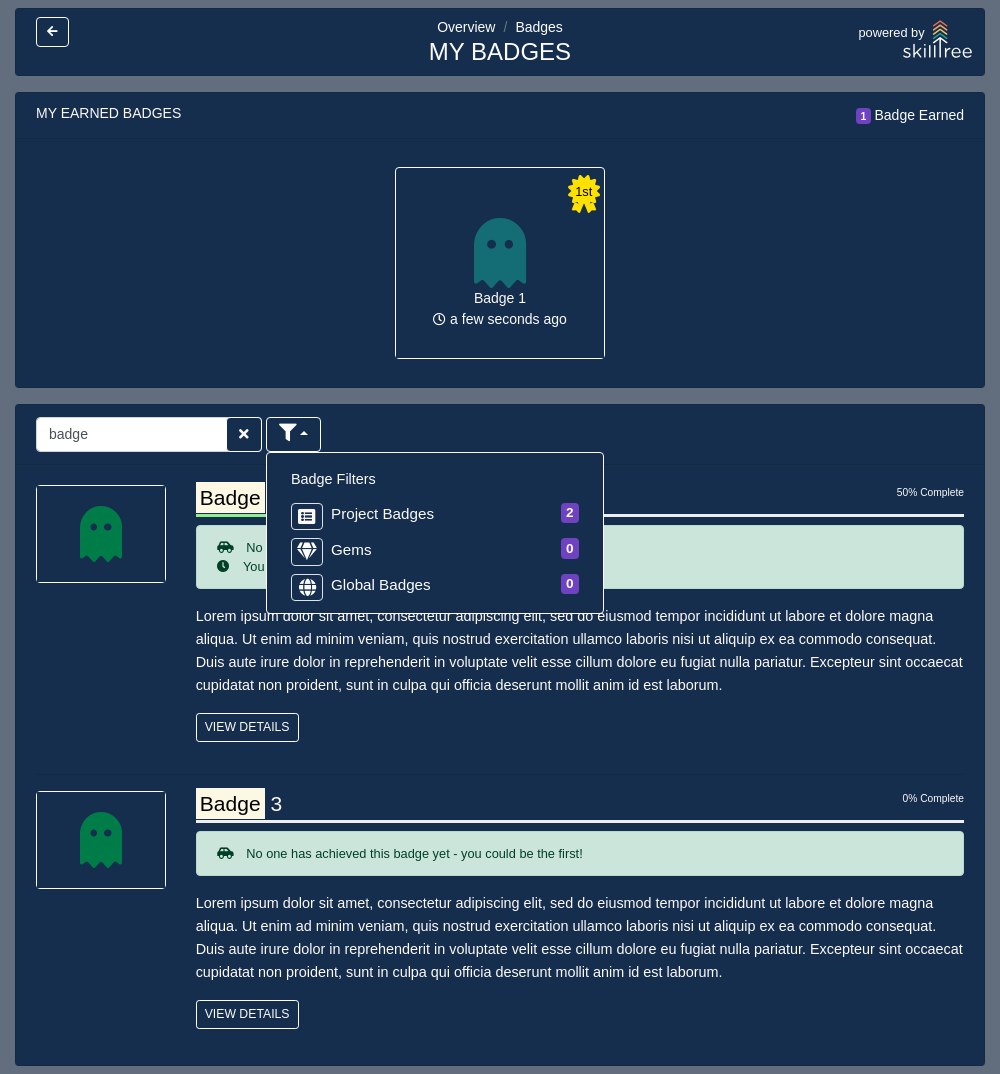 Overview / Badges
MY BADGES
powered by
skilltree
MY EARNED BADGES
1 Badge Earned
1st
Badge 1
a few seconds ago
badge
Badge Filters
Project Badges 2
Gems 0
Global Badges 0
Badge
50% Complete
No
You
Lorem ipsum dolor sit amet, consectetur adipiscing elit, sed do eiusmod tempor incididunt ut labore et dolore magna
aliqua. Ut enim ad minim veniam, quis nostrud exercitation ullamco laboris nisi ut aliquip ex ea commodo consequat.
Duis aute irure dolor in reprehenderit in voluptate velit esse cillum dolore eu fugiat nulla pariatur. Excepteur sint occaecat
cupidatat non proident, sunt in culpa qui officia deserunt mollit anim id est laborum.
VIEW DETAILS
Badge 3
0% Complete
No one has achieved this badge yet - you could be the first!
Lorem ipsum dolor sit amet, consectetur adipiscing elit, sed do eiusmod tempor incididunt ut labore et dolore magna
aliqua. Ut enim ad minim veniam, quis nostrud exercitation ullamco laboris nisi ut aliquip ex ea commodo consequat.
Duis aute irure dolor in reprehenderit in voluptate velit esse cillum dolore eu fugiat nulla pariatur. Excepteur sint occaecat
cupidatat non proident, sunt in culpa qui officia deserunt mollit anim id est laborum.
VIEW DETAILS